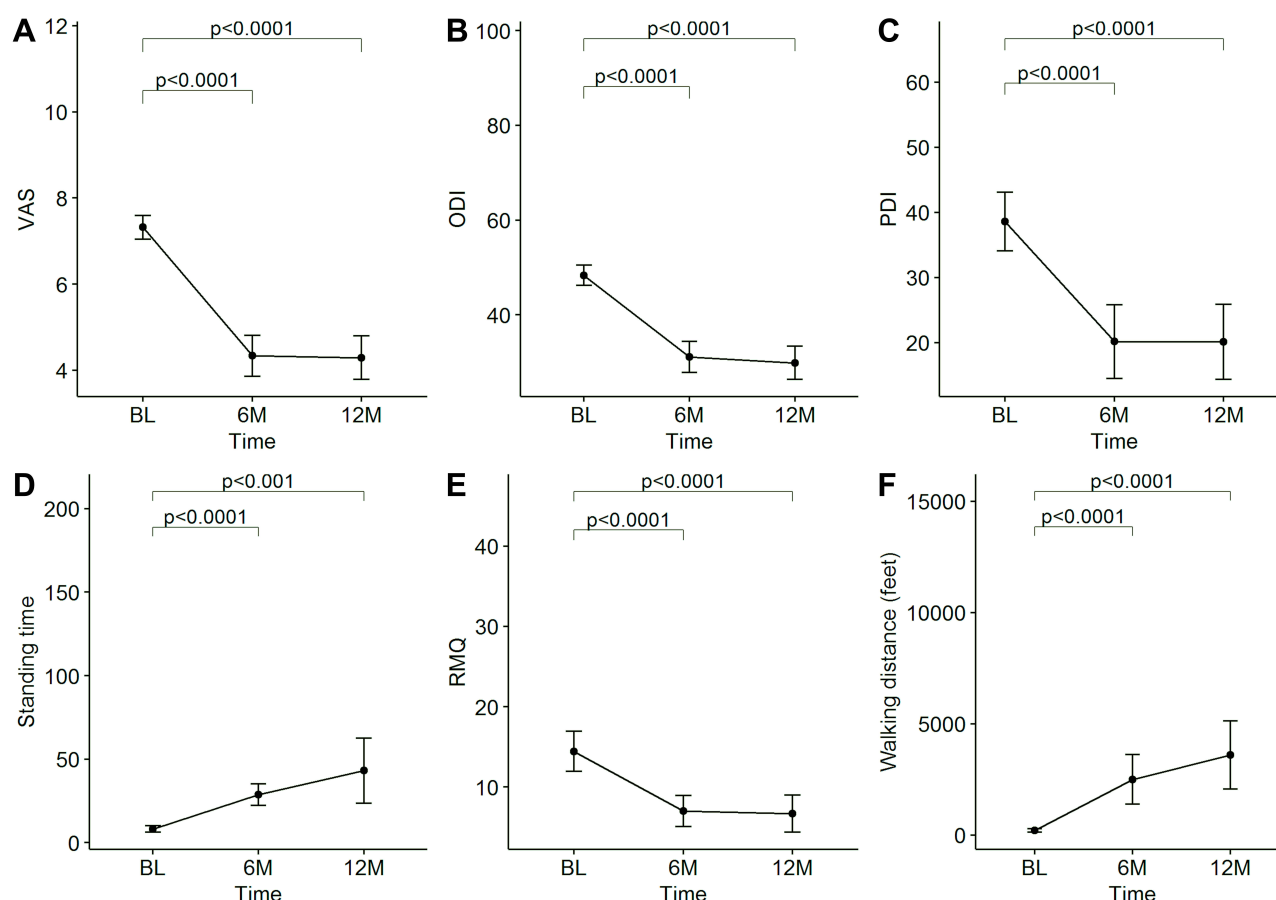 A
VAS
12
10
8
6
4
p<0.0001
p<0.0001
BL 6M 12M
Time
B
ODI
100
80
60
40
p<0.0001
p<0.0001
BL 6M 12M
Time
C
PDI
60
50
40
30
20
p<0.0001
p<0.0001
BL 6M 12M
Time
D
Standing time
200
150
100
50
0
p<0.001
p<0.0001
BL 6M 12M
Time
E
RMQ
40
30
20
10
p<0.0001
p<0.0001
BL 6M 12M
Time
F
Walking distance (feet)
15000
10000
5000
0
p<0.0001
p<0.0001
BL 6M 12M
Time